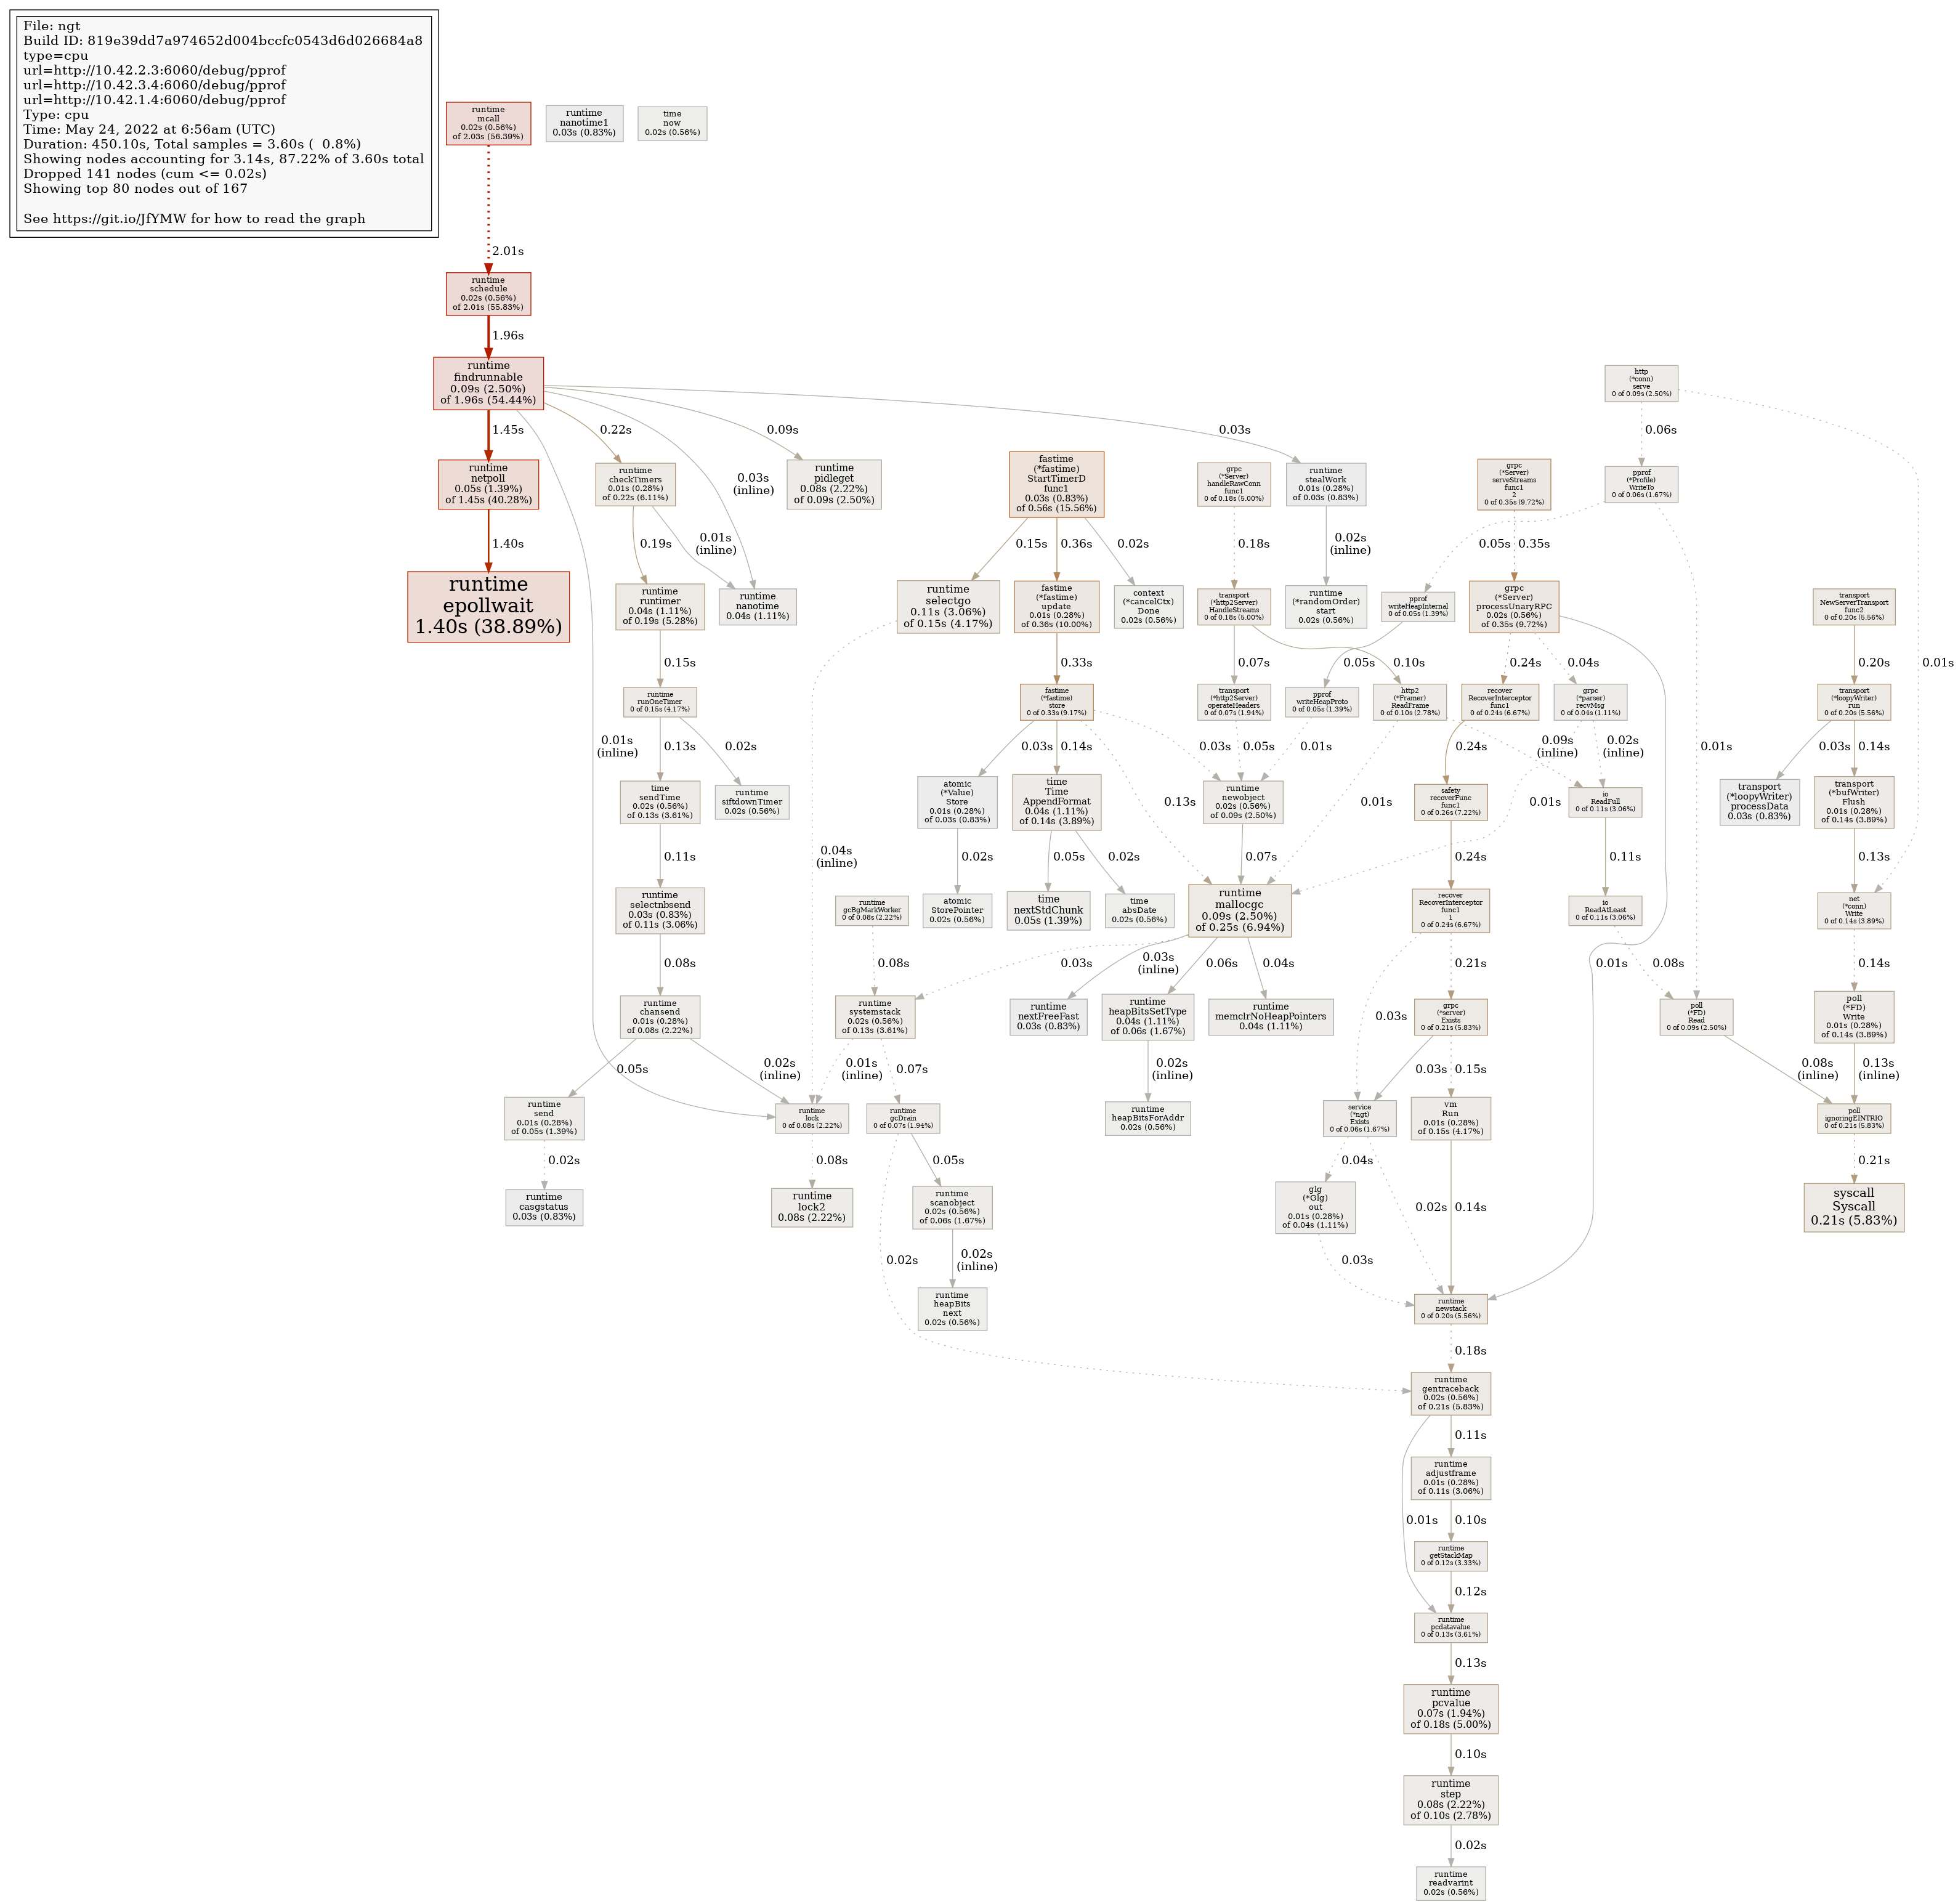 File: ngt
Build ID: 819e39dd7a974652d004bccfc0543d6d026684a8
type=cpu
url=http://10.42.2.3:6060/debug/pprof
url=http://10.42.3.4:6060/debug/pprof
url=http://10.42.1.4:6060/debug/pprof
Type: cpu
Time: May 24, 2022 at 6:56am (UTC)
Duration: 450.10s, Total samples = 3.60s ( 0.8%)
Showing nodes accounting for 3.14s, 87.22% of 3.60s total
Dropped 141 nodes (cum <= 0.02s)
Showing top 80 nodes out of 167
See https://git.io/JfYMW for how to read the graph
runtime
mcall
0.02s (0.56%)
of 2.03s (56.39%)
runtime
nanotime1
0.03s (0.83%)
time
now
0.02s (0.56%)
2.01s
runtime
schedule
0.02s (0.56%)
of 2.01s (55.83%)
1.96s
runtime
findrunnable
0.09s (2.50%)
of 1.96s (54.44%)
http
(*conn)
serve
0 of 0.09s (2.50%)
1.45s
0.22s
0.03s
(inline)
0.09s
0.03s
0.06s
0.01s
runtime
netpoll
0.05s (1.39%)
of 1.45s (40.28%)
runtime
checkTimers
0.01s (0.28%)
of 0.22s (6.11%)
runtime
pidleget
0.08s (2.22%)
of 0.09s (2.50%)
fastime
(*fastime)
StartTimerD
func1
0.03s (0.83%)
of 0.56s (15.56%)
grpc
(*Server)
handleRawConn
func1
0 of 0.18s (5.00%)
runtime
stealWork
0.01s (0.28%)
of 0.03s (0.83%)
grpc
(*Server)
serveStreams
func1
2
0 of 0.35s (9.72%)
pprof
(*Profile)
WriteTo
0 of 0.06s (1.67%)
1.40s
0.19s
0.01s
(inline)
0.15s
0.36s
0.02s
0.18s
0.02s
(inline)
0.05s
0.35s
0.01s
runtime
epollwait
1.40s (38.89%)
runtime
runtimer
0.04s (1.11%)
of 0.19s (5.28%)
runtime
nanotime
0.04s (1.11%)
runtime
selectgo
0.11s (3.06%)
of 0.15s (4.17%)
fastime
(*fastime)
update
0.01s (0.28%)
of 0.36s (10.00%)
context
(*cancelCtx)
Done
0.02s (0.56%)
transport
(*http2Server)
HandleStreams
0 of 0.18s (5.00%)
runtime
(*randomOrder)
start
0.02s (0.56%)
pprof
writeHeapInternal
0 of 0.05s (1.39%)
grpc
(*Server)
processUnaryRPC
0.02s (0.56%)
of 0.35s (9.72%)
transport
NewServerTransport
func2
0 of 0.20s (5.56%)
0.15s
0.33s
0.07s
0.10s
0.05s
0.24s
0.04s
0.20s
runtime
runOneTimer
0 of 0.15s (4.17%)
fastime
(*fastime)
store
0 of 0.33s (9.17%)
transport
(*http2Server)
operateHeaders
0 of 0.07s (1.94%)
pprof
writeHeapProto
0 of 0.05s (1.39%)
http2
(*Framer)
ReadFrame
0 of 0.10s (2.78%)
recover
RecoverInterceptor
func1
0 of 0.24s (6.67%)
grpc
(*parser)
recvMsg
0 of 0.04s (1.11%)
transport
(*loopyWriter)
run
0 of 0.20s (5.56%)
0.01s
(inline)
0.13s
0.02s
0.03s
0.14s
0.03s
0.05s
0.01s
0.24s
0.09s
(inline)
0.02s
(inline)
0.03s
0.14s
time
sendTime
0.02s (0.56%)
of 0.13s (3.61%)
runtime
siftdownTimer
0.02s (0.56%)
atomic
(*Value)
Store
0.01s (0.28%)
of 0.03s (0.83%)
time
Time
AppendFormat
0.04s (1.11%)
of 0.14s (3.89%)
0.13s
runtime
newobject
0.02s (0.56%)
of 0.09s (2.50%)
0.01s
safety
recoverFunc
func1
0 of 0.26s (7.22%)
0.01s
io
ReadFull
0 of 0.11s (3.06%)
transport
(*loopyWriter)
processData
0.03s (0.83%)
transport
(*bufWriter)
Flush
0.01s (0.28%)
of 0.14s (3.89%)
0.11s
0.04s
(inline)
0.02s
0.05s
0.02s
0.07s
0.24s
0.11s
0.13s
runtime
selectnbsend
0.03s (0.83%)
of 0.11s (3.06%)
runtime
gcBgMarkWorker
0 of 0.08s (2.22%)
atomic
StorePointer
0.02s (0.56%)
time
nextStdChunk
0.05s (1.39%)
time
absDate
0.02s (0.56%)
runtime
mallocgc
0.09s (2.50%)
of 0.25s (6.94%)
recover
RecoverInterceptor
func1
1
0 of 0.24s (6.67%)
io
ReadAtLeast
0 of 0.11s (3.06%)
net
(*conn)
Write
0 of 0.14s (3.89%)
0.08s
0.08s
0.03s
0.03s
(inline)
0.06s
0.04s
0.03s
0.21s
0.01s
0.08s
0.14s
runtime
chansend
0.01s (0.28%)
of 0.08s (2.22%)
runtime
systemstack
0.02s (0.56%)
of 0.13s (3.61%)
runtime
nextFreeFast
0.03s (0.83%)
runtime
heapBitsSetType
0.04s (1.11%)
of 0.06s (1.67%)
runtime
memclrNoHeapPointers
0.04s (1.11%)
grpc
(*server)
Exists
0 of 0.21s (5.83%)
poll
(*FD)
Read
0 of 0.09s (2.50%)
poll
(*FD)
Write
0.01s (0.28%)
of 0.14s (3.89%)
0.05s
0.02s
(inline)
0.01s
(inline)
0.07s
0.02s
(inline)
0.03s
0.15s
0.08s
(inline)
0.13s
(inline)
runtime
send
0.01s (0.28%)
of 0.05s (1.39%)
runtime
lock
0 of 0.08s (2.22%)
runtime
gcDrain
0 of 0.07s (1.94%)
runtime
heapBitsForAddr
0.02s (0.56%)
service
(*ngt)
Exists
0 of 0.06s (1.67%)
vm
Run
0.01s (0.28%)
of 0.15s (4.17%)
poll
ignoringEINTRIO
0 of 0.21s (5.83%)
0.02s
0.08s
0.05s
0.04s
0.21s
runtime
casgstatus
0.03s (0.83%)
runtime
lock2
0.08s (2.22%)
runtime
scanobject
0.02s (0.56%)
of 0.06s (1.67%)
glg
(*Glg)
out
0.01s (0.28%)
of 0.04s (1.11%)
0.02s
0.14s
syscall
Syscall
0.21s (5.83%)
0.02s
0.02s
(inline)
0.03s
runtime
heapBits
next
0.02s (0.56%)
runtime
newstack
0 of 0.20s (5.56%)
0.18s
runtime
gentraceback
0.02s (0.56%)
of 0.21s (5.83%)
0.11s
runtime
adjustframe
0.01s (0.28%)
of 0.11s (3.06%)
0.01s
0.10s
runtime
getStackMap
0 of 0.12s (3.33%)
0.12s
runtime
pcdatavalue
0 of 0.13s (3.61%)
0.13s
runtime
pcvalue
0.07s (1.94%)
of 0.18s (5.00%)
0.10s
runtime
step
0.08s (2.22%)
of 0.10s (2.78%)
0.02s
runtime
readvarint
0.02s (0.56%)